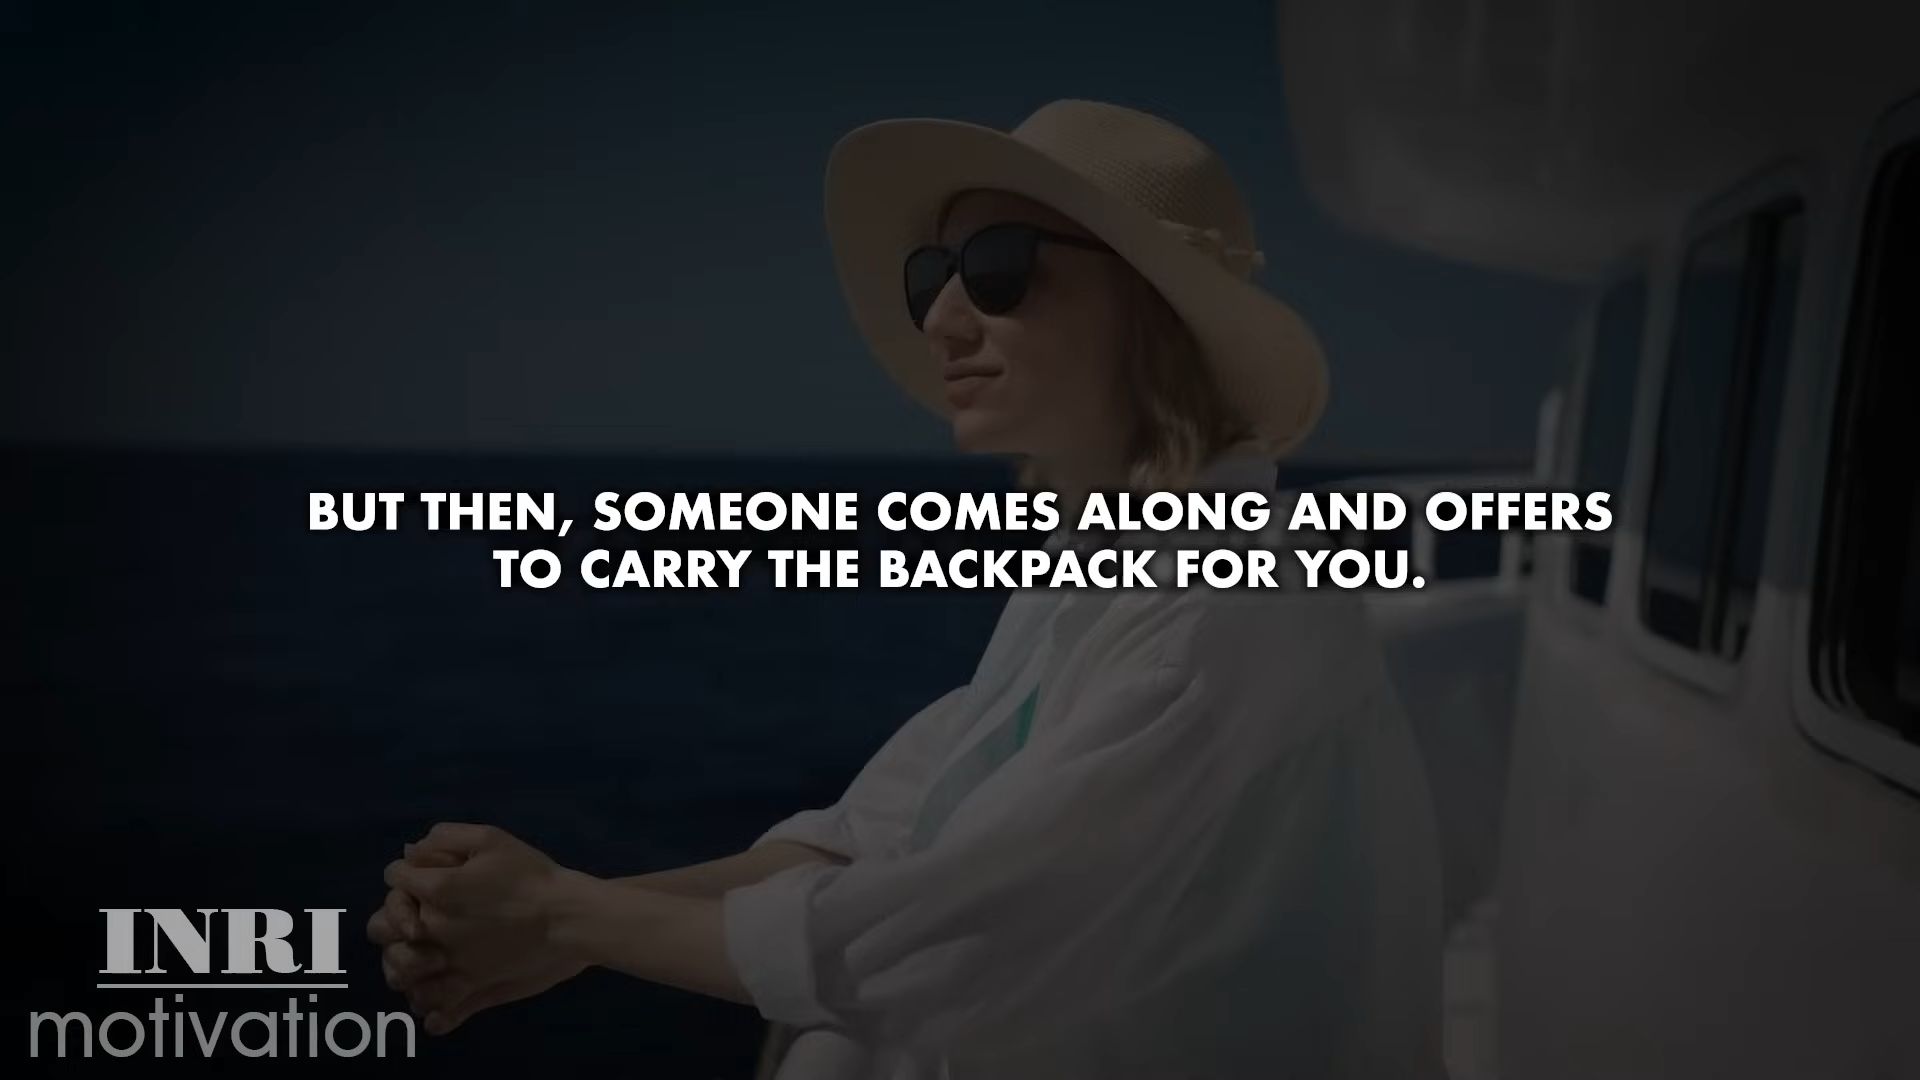 BUT THEN, SOMEONE COMES ALONG AND OFFERS
TO CARRY THE BACKPACK FOR YOU.
INRI
motivation